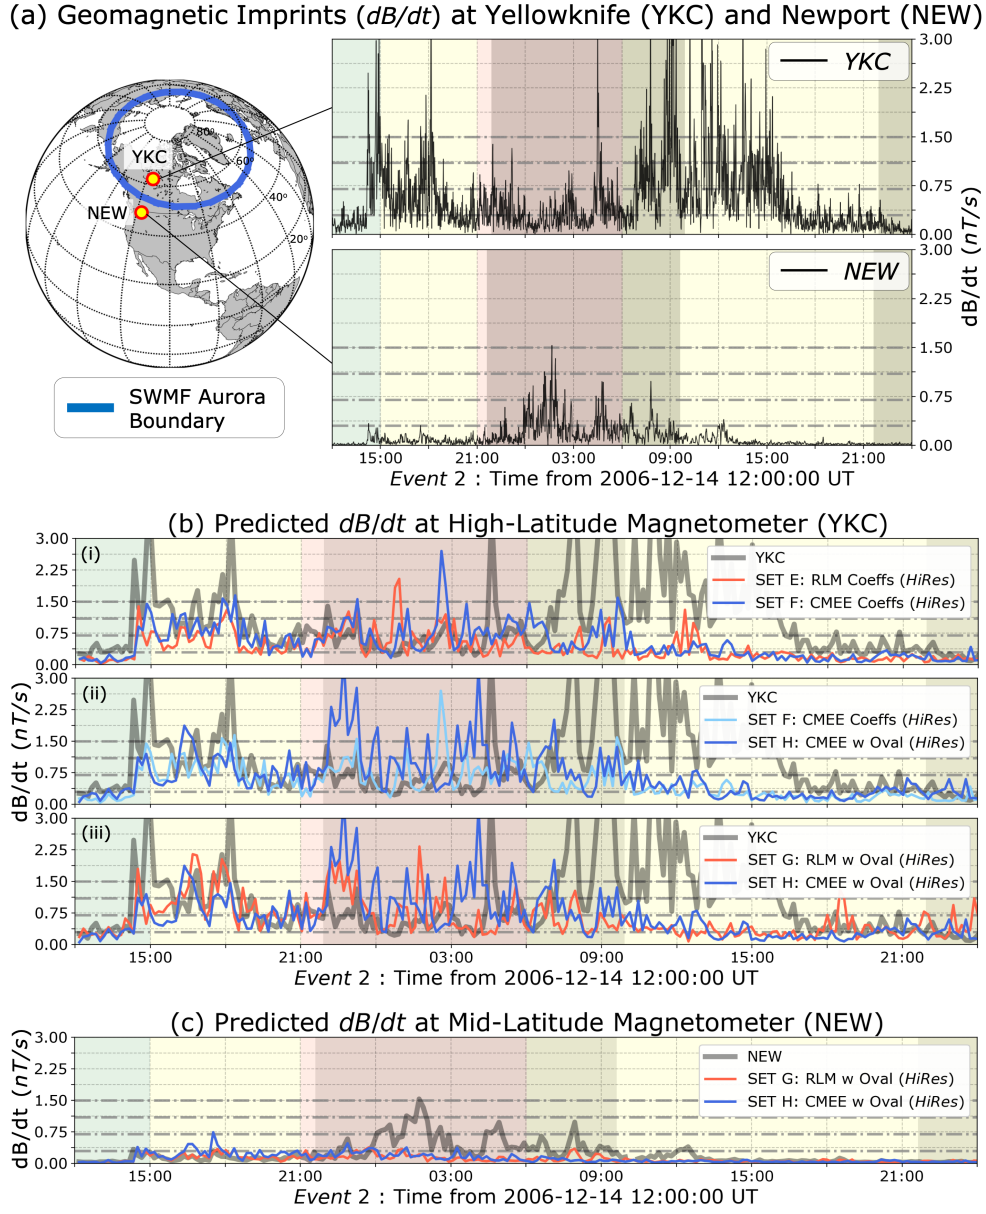 (a) Geomagnetic Imprints (dB/dt) at Yellowknife (YKC) and Newport (NEW)
80°
60°
40°
20°
YKC
NEW
SWMF Aurora
Boundary
YKC
3.00
2.25
1.50
0.75
0.00
NEW
3.00
2.25
1.50
0.75
0.00
dB/dt (nT/s)
15:00 21:00 03:00 09:00 15:00 21:00
Event 2 : Time from 2006-12-14 12:00:00 UT
(b) Predicted dB/dt at High-Latitude Magnetometer (YKC)
dB/dt (nT/s)
3.00
2.25
1.50
0.75
0.00
(i)
YKC
SET E: RLM Coeffs (HiRes)
SET F: CMEE Coeffs (HiRes)
3.00
2.25
1.50
0.75
0.00
(ii)
YKC
SET F: CMEE Coeffs (HiRes)
SET H: CMEE w Oval (HiRes)
3.00
2.25
1.50
0.75
0.00
(iii)
YKC
SET G: RLM w Oval (HiRes)
SET H: CMEE w Oval (HiRes)
15:00 21:00 03:00 09:00 15:00 21:00
Event 2 : Time from 2006-12-14 12:00:00 UT
(c) Predicted dB/dt at Mid-Latitude Magnetometer (NEW)
dB/dt (nT/s)
3.00
2.25
1.50
0.75
0.00
NEW
SET G: RLM w Oval (HiRes)
SET H: CMEE w Oval (HiRes)
15:00 21:00 03:00 09:00 15:00 21:00
Event 2 : Time from 2006-12-14 12:00:00 UT